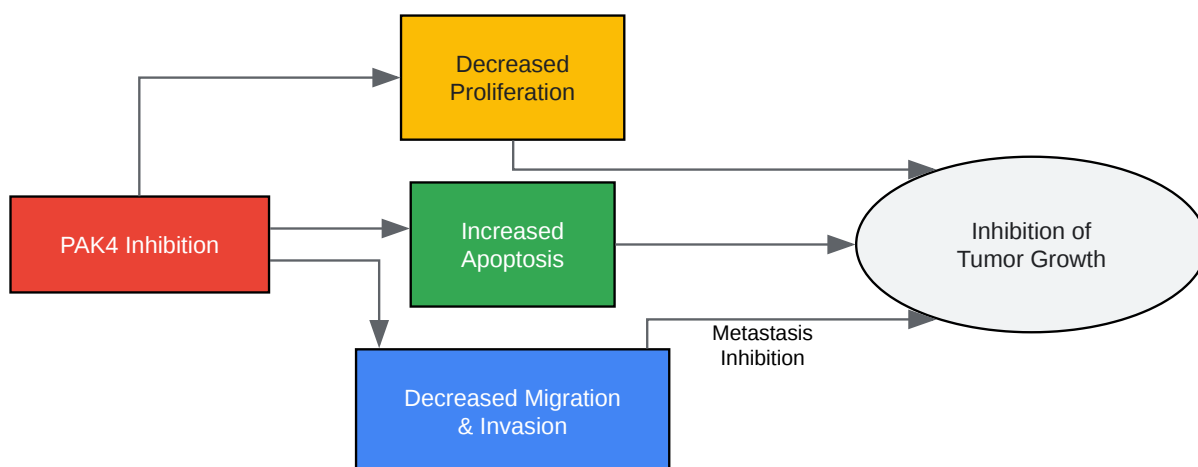 Decreased
Proliferation
PAK4 Inhibition
Increased
Apoptosis
Inhibition of
Tumor Growth
Metastasis
Inhibition
Decreased Migration
& Invasion